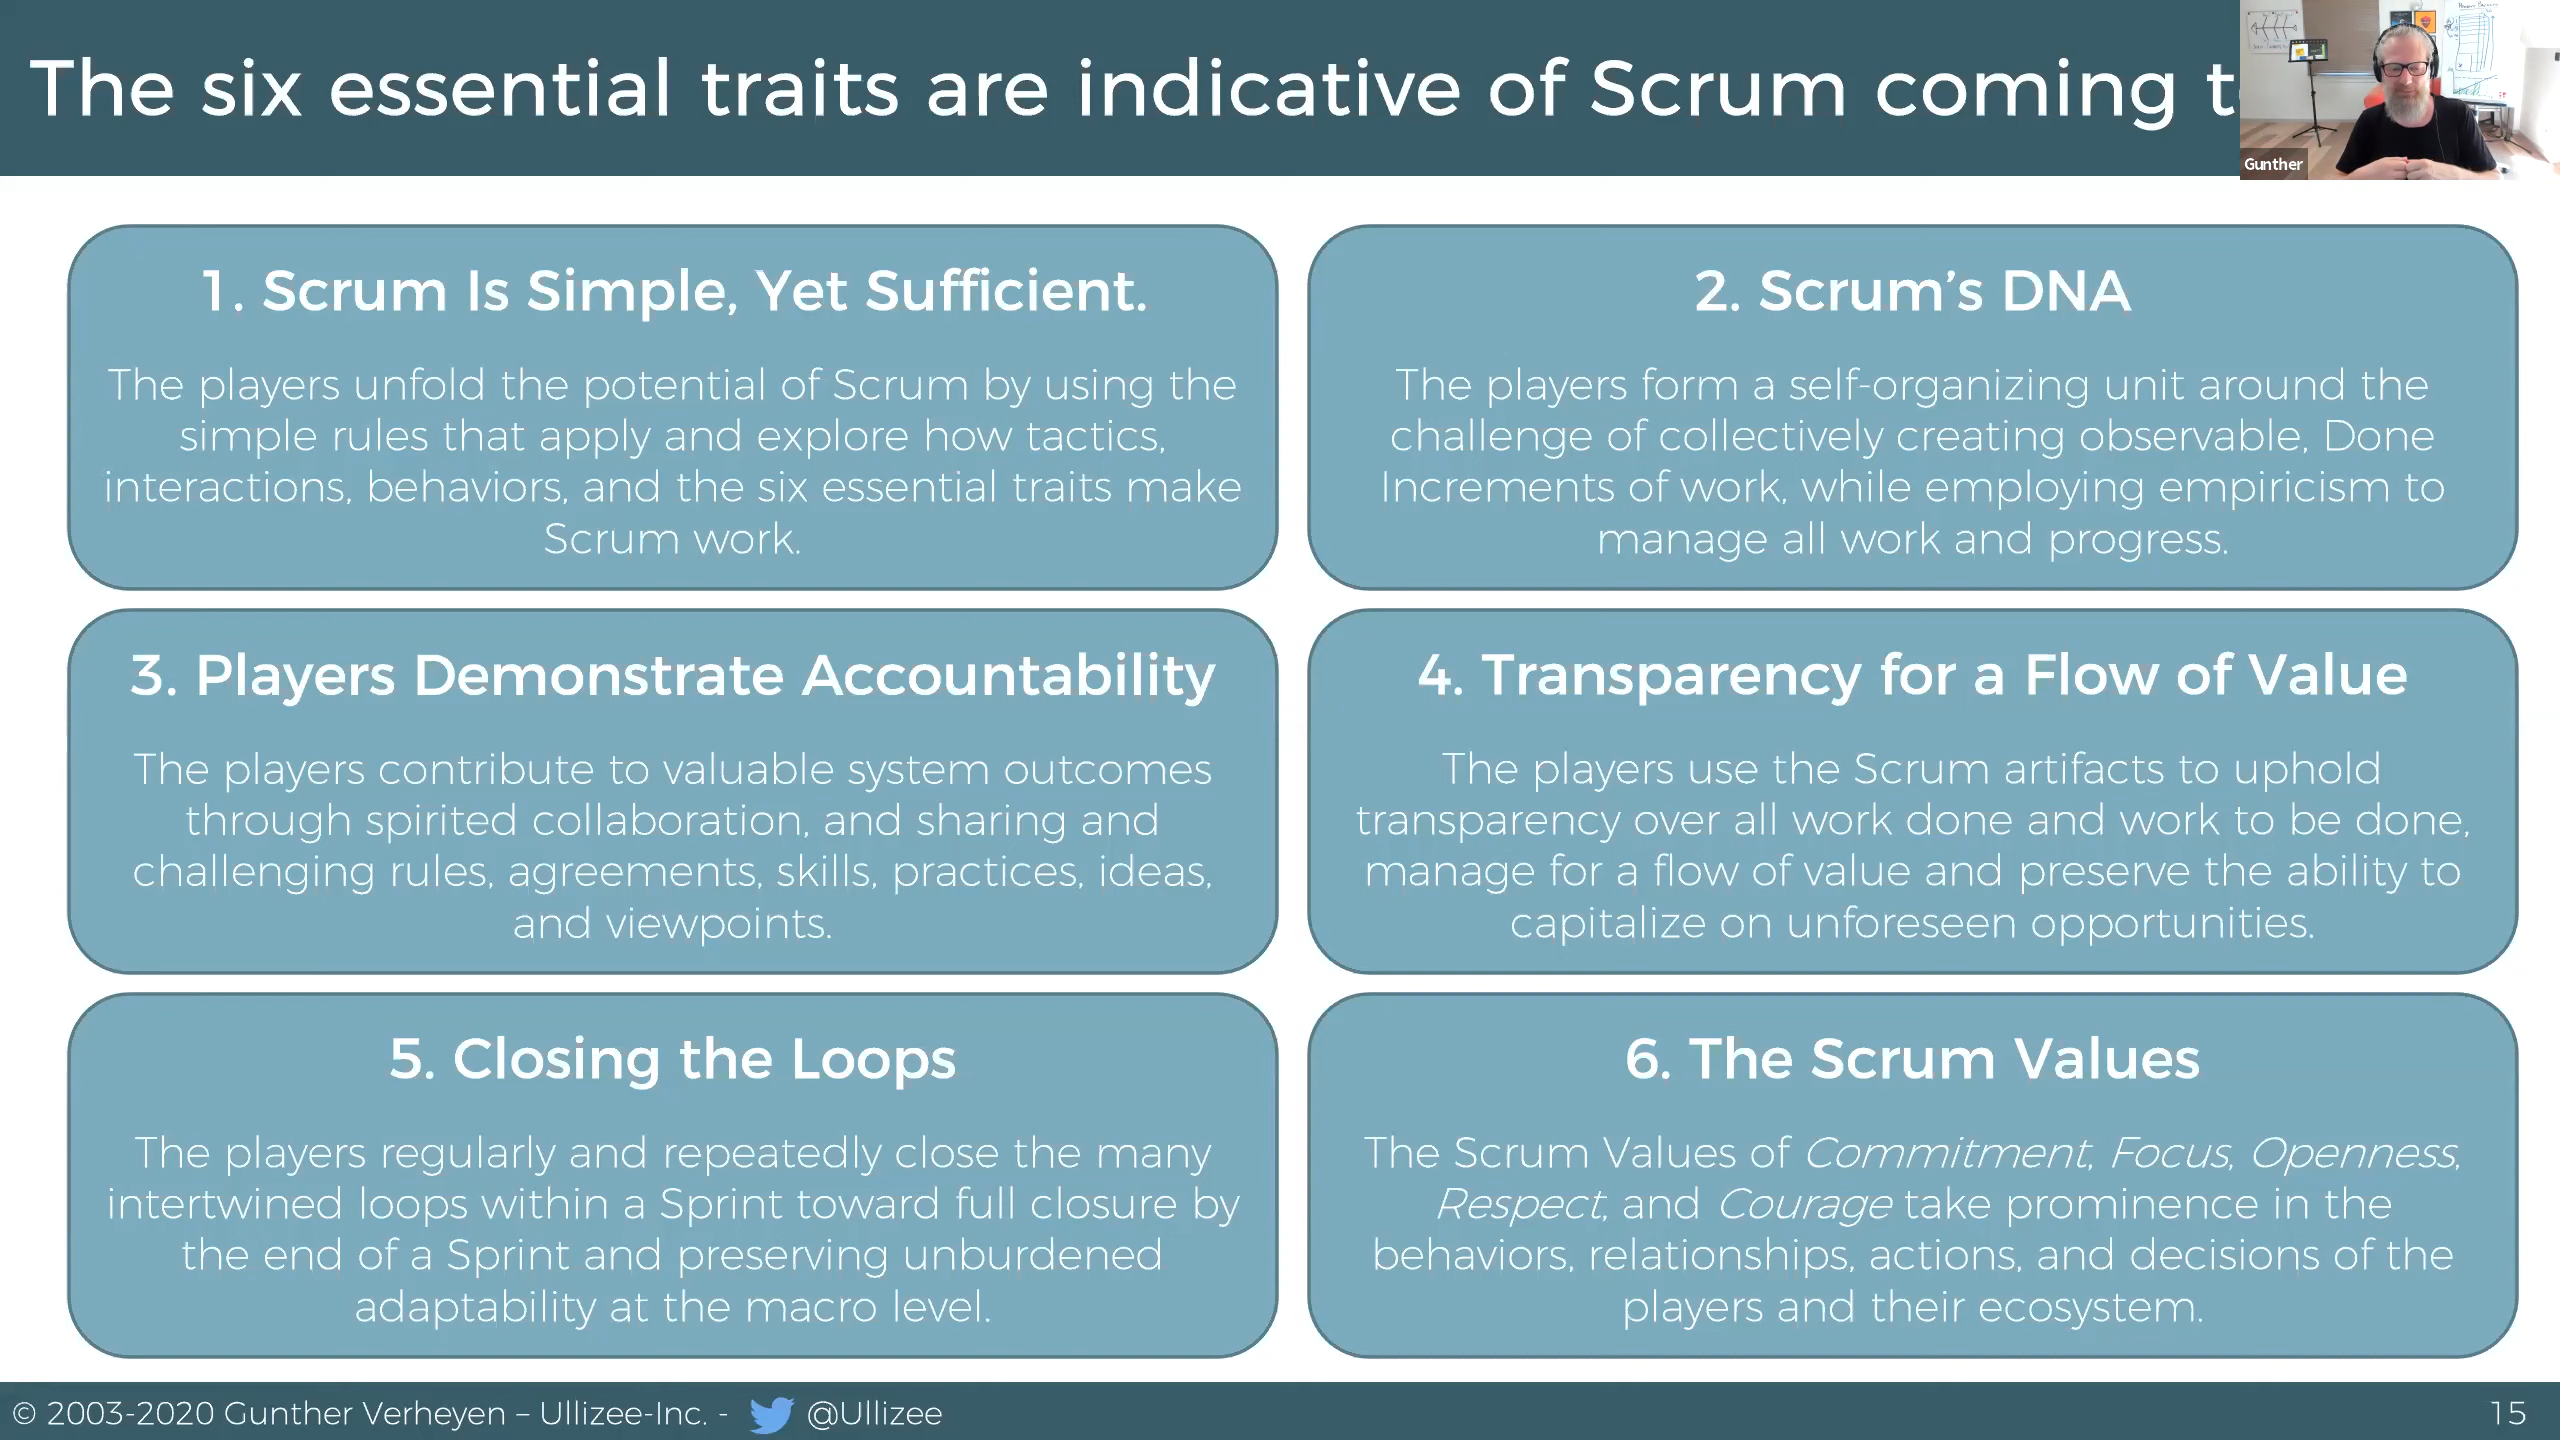 The six essential traits are indicative of Scrum coming
Gunther
1. Scrum Is Simple, Yet Sufficient.
The players unfold the potential of Scrum by using the
simple rules that apply and explore how tactics,
interactions, behaviors, and the six essential traits make
Scrum work.
2. Scrum’s DNA
The players form a self-organizing unit around the
challenge of collectively creating observable, Done
Increments of work, while employing empiricism to
manage all work and progress.
3. Players Demonstrate Accountability
The players contribute to valuable system outcomes
through spirited collaboration, and sharing and
challenging rules, agreements, skills, practices, ideas,
and viewpoints.
4. Transparency for a Flow of Value
The players use the Scrum artifacts to uphold
transparency over all work done and work to be done,
manage for a flow of value and preserve the ability to
capitalize on unforeseen opportunities.
5. Closing the Loops
The players regularly and repeatedly close the many
intertwined loops within a Sprint toward full closure by
the end of a Sprint and preserving unburdened
adaptability at the macro level.
6. The Scrum Values
The Scrum Values of Commitment, Focus, Openness,
Respect, and Courage take prominence in the
behaviors, relationships, actions, and decisions of the
players and their ecosystem.
© 2003-2020 Gunther Verheyen – Ullizee-Inc. - @Ullizee
15